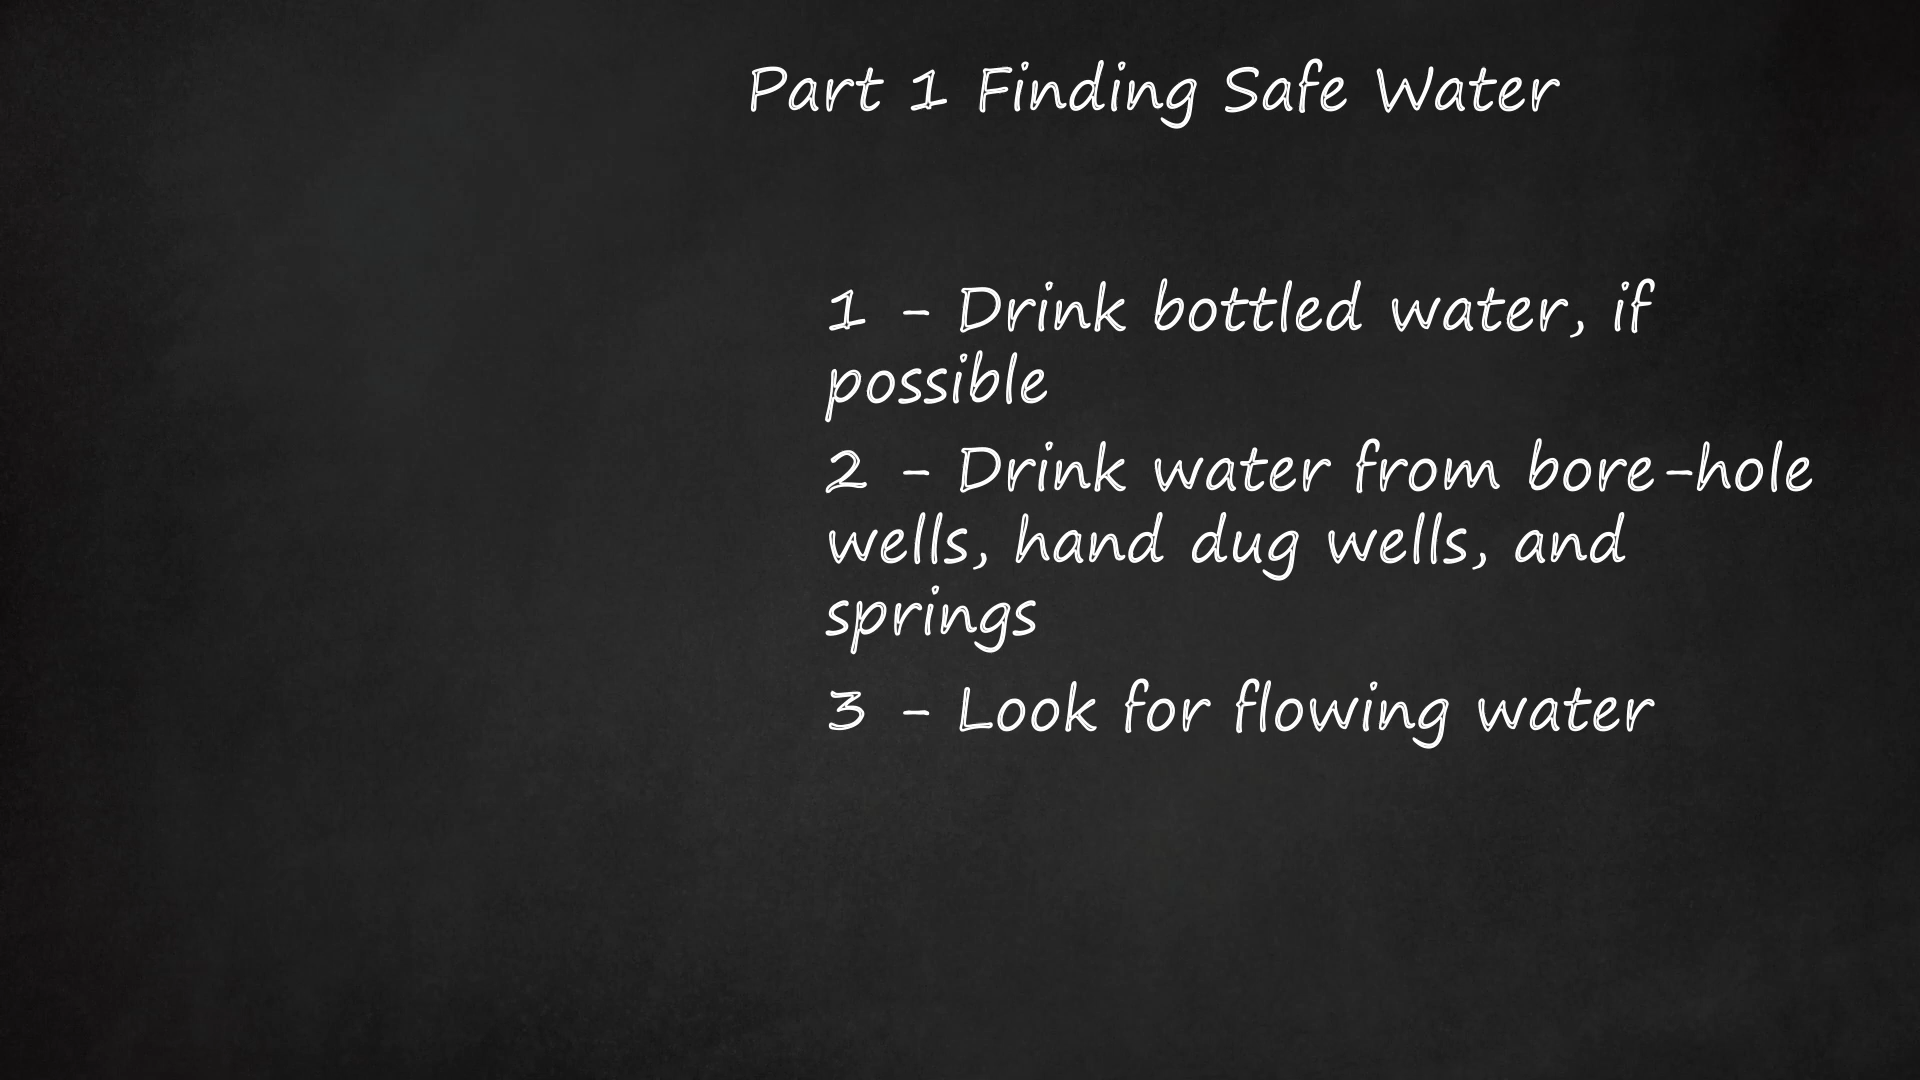 Part 1 Finding Safe Water
1 - Drink bottled water, if
possible
2 - Drink water from bore-hole
wells, hand dug wells, and
springs
3 - Look for flowing water